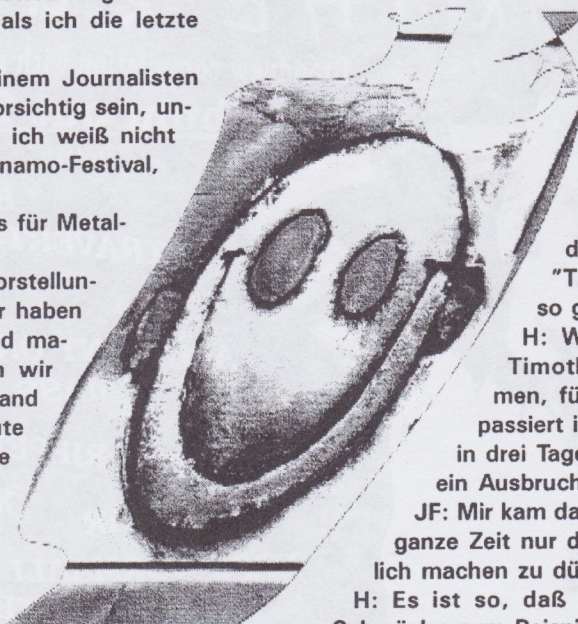 als ich die letzte
inem Journalisten
orsichtig sein, un-
ich weiß nicht
namo-Festival,
s für Metal-
orstellun-
r haben
d ma-
n wir
and
ute
e
d
"T
so g
H: W
Timoth
men, fü
passiert i
in drei Tage
ein Ausbruch
JF: Mir kam da
ganze Zeit nur d
lich machen zu dü
H: Es ist so, daß